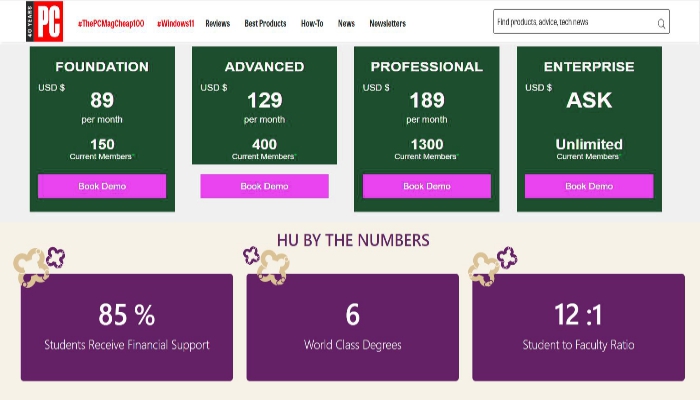 40 YEARS
PC
#ThePCMagCheap100 #Windows11 Reviews Best Products How-To News Newsletters
Find products, advice, tech news
FOUNDATION
USD $
89
per month
150
Current Members*
Book Demo
ADVANCED
USD $
129
per month
400
Current Members*
Book Demo
PROFESSIONAL
USD $
189
per month
1300
Current Members*
Book Demo
ENTERPRISE
USD $
ASK
Unlimited
Current Members*
Book Demo
HU BY THE NUMBERS
85 %
Students Receive Financial Support
6
World Class Degrees
12 :1
Student to Faculty Ratio